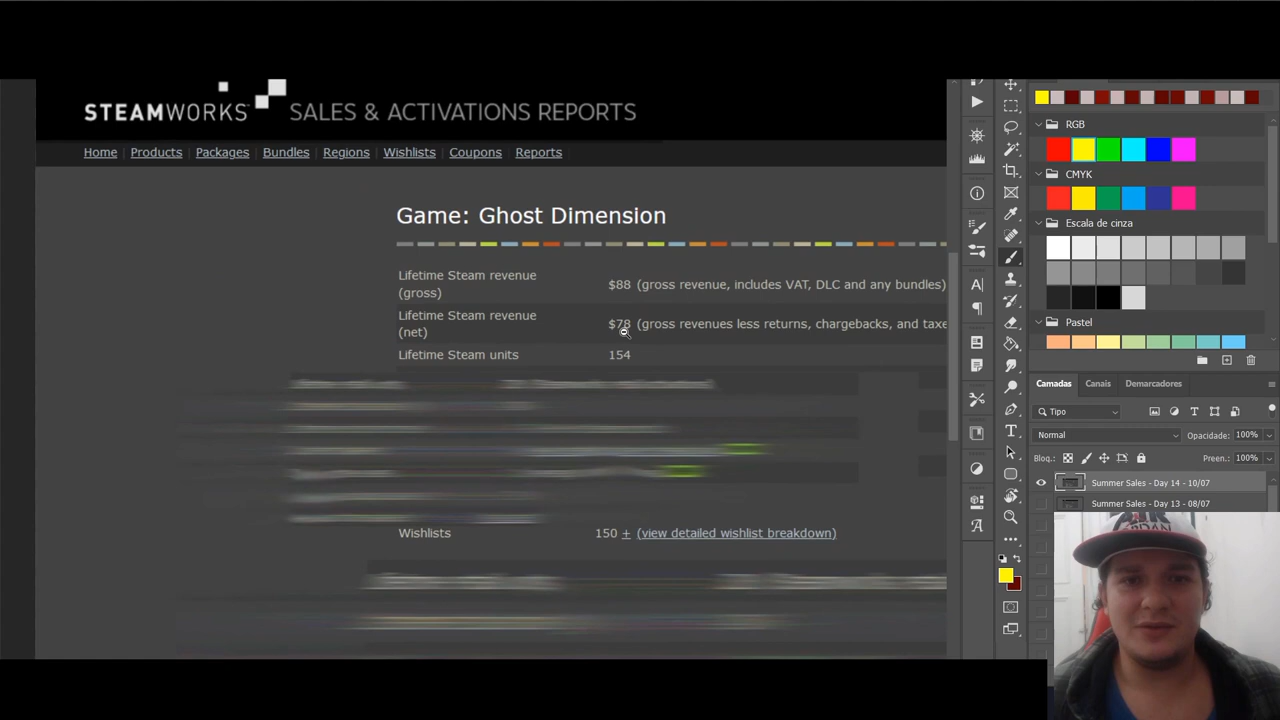 STEAMWORKS SALES & ACTIVATIONS REPORTS
Home Products Packages Bundles Regions Wishlists Coupons Reports
Game: Ghost Dimension
Lifetime Steam revenue
(gross)
$88 (gross revenue, includes VAT, DLC and any bundles)
Lifetime Steam revenue
(net)
$78 (gross revenues less returns, chargebacks, and taxe
Lifetime Steam units 154
Wishlists 150 + (view detailed wishlist breakdown)
RGB
CMYK
Escala de cinza
Pastel
Camadas Canais Demarcadores
Tipo
Normal Opacidade: 100%
Bloq.: Preen.: 100%
Summer Sales - Day 14 - 10/07
Summer Sales - Day 13 - 08/07